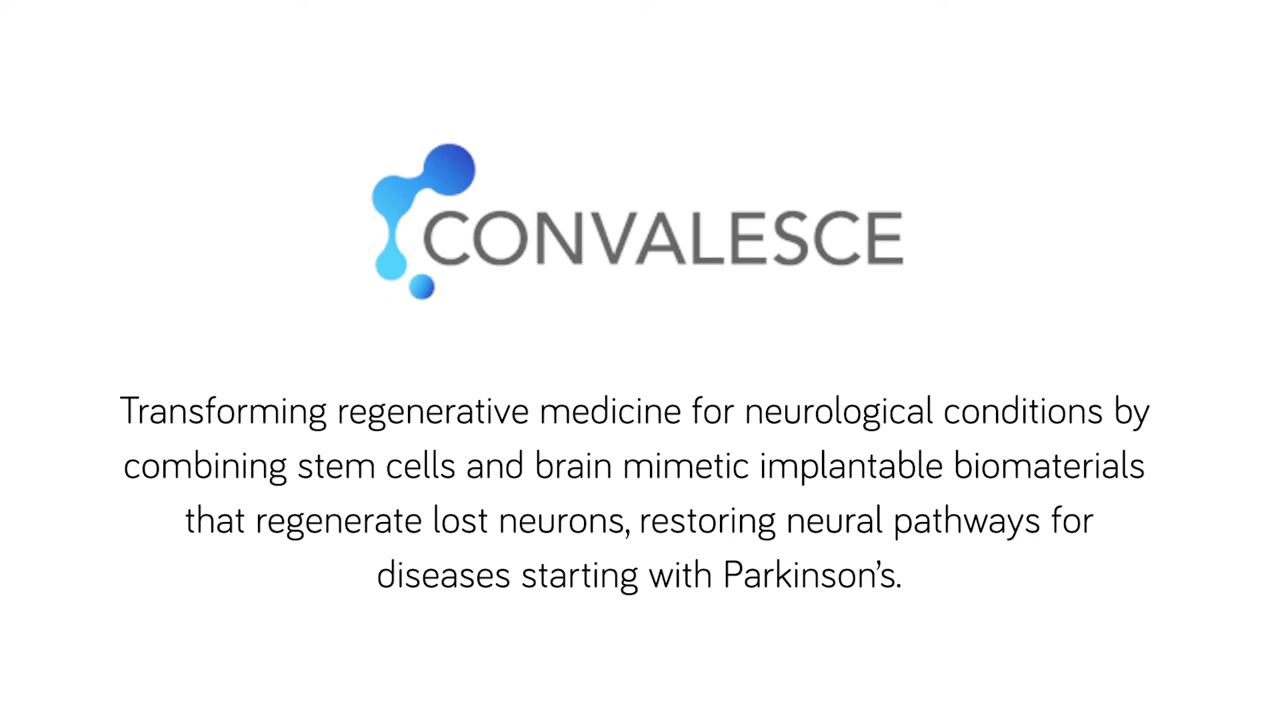 CONVALESCE
Transforming regenerative medicine for neurological conditions by
combining stem cells and brain mimetic implantable biomaterials
that regenerate lost neurons, restoring neural pathways for
diseases starting with Parkinson’s.